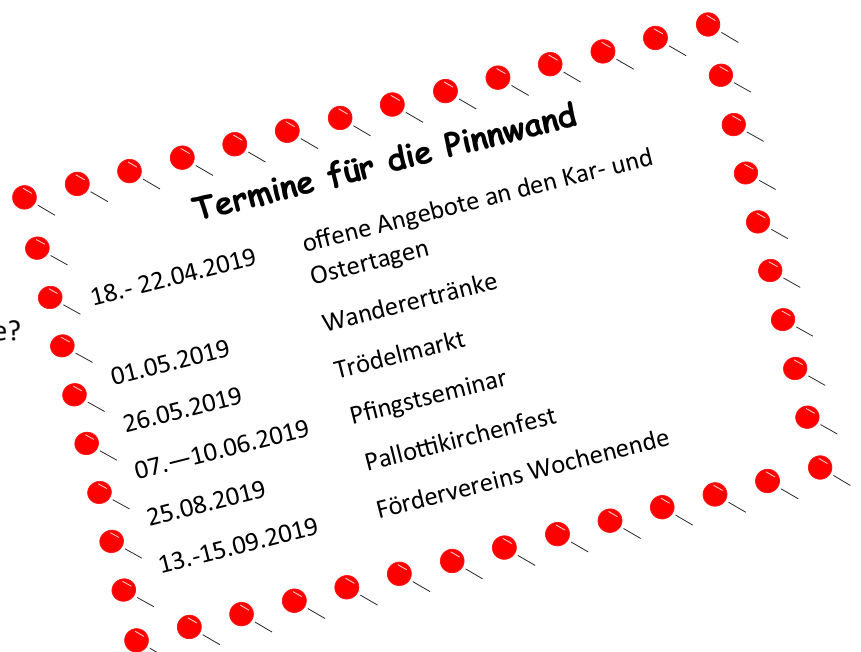 Termine für die Pinnwand
18.- 22.04.2019 offene Angebote an den Kar- und
Ostertagen
01.05.2019 Wanderertränke
26.05.2019 Trödelmarkt
07.—10.06.2019 Pfingstseminar
25.08.2019 Pallottikirchenfest
13.-15.09.2019 Fördervereins Wochenende
e?